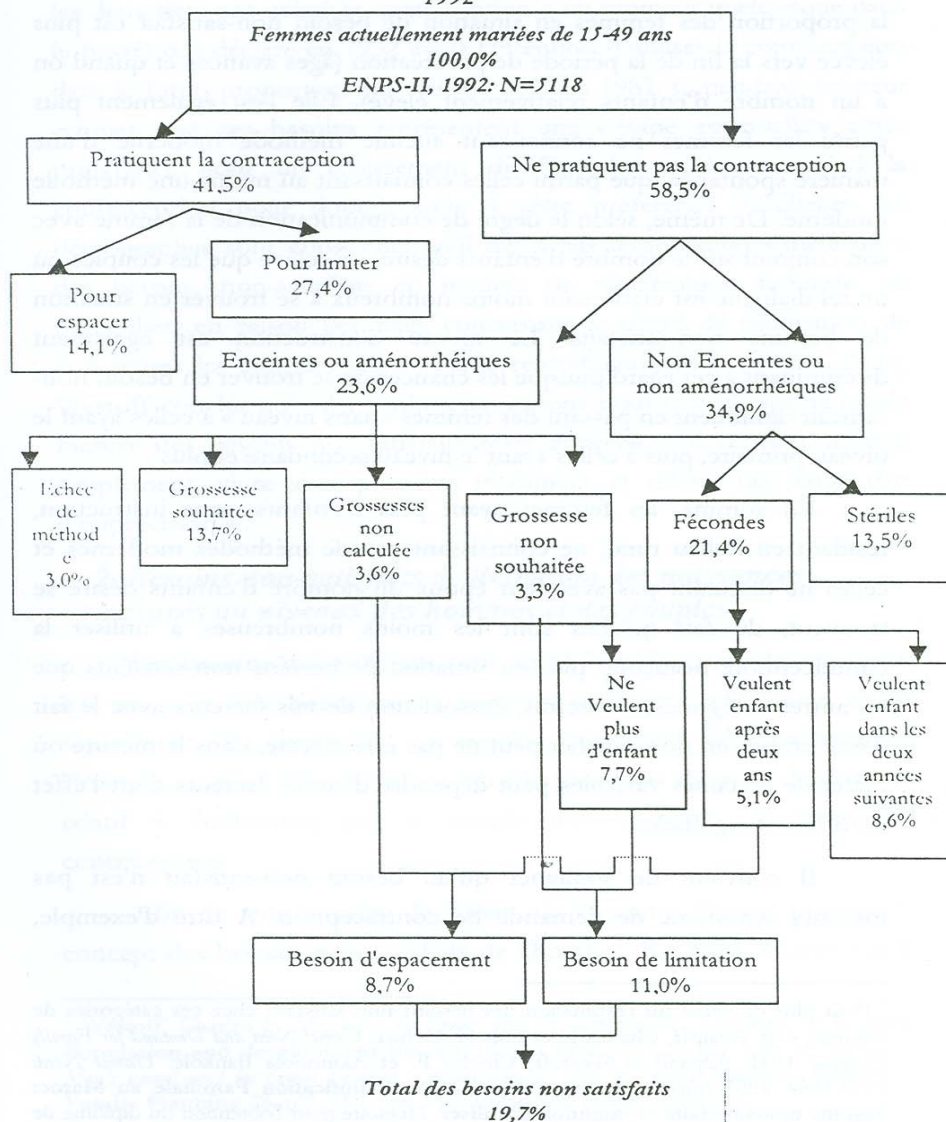 1992
Femmes actuellement mariées de 15-49 ans
100,0%
ENPS-II, 1992: N=5118
Pratiquent la contraception
41,5%
Ne pratiquent pas la contraception
58,5%
Pour
espacer
14,1%
Pour limiter
27,4%
Enceintes ou aménorrhéiques
23,6%
Non Enceintes ou
aménorrhéiques
34,9%
Echec
de
méthod
e
3,0%
Grossesse
souhaitée
13,7%
Grossesses
non
calculée
3,6%
Grossesse
non
souhaitée
3,3%
Fécondes
21,4%
Stériles
13,5%
Ne
Veulent
plus
d'enfant
7,7%
Veulent
enfant
après
deux
ans
5,1%
Veulent
enfant
dans les
deux
années
suivantes
8,6%
Besoin d'espacement
8,7%
Besoin de limitation
11,0%
Total des besoins non satisfaits
19,7%